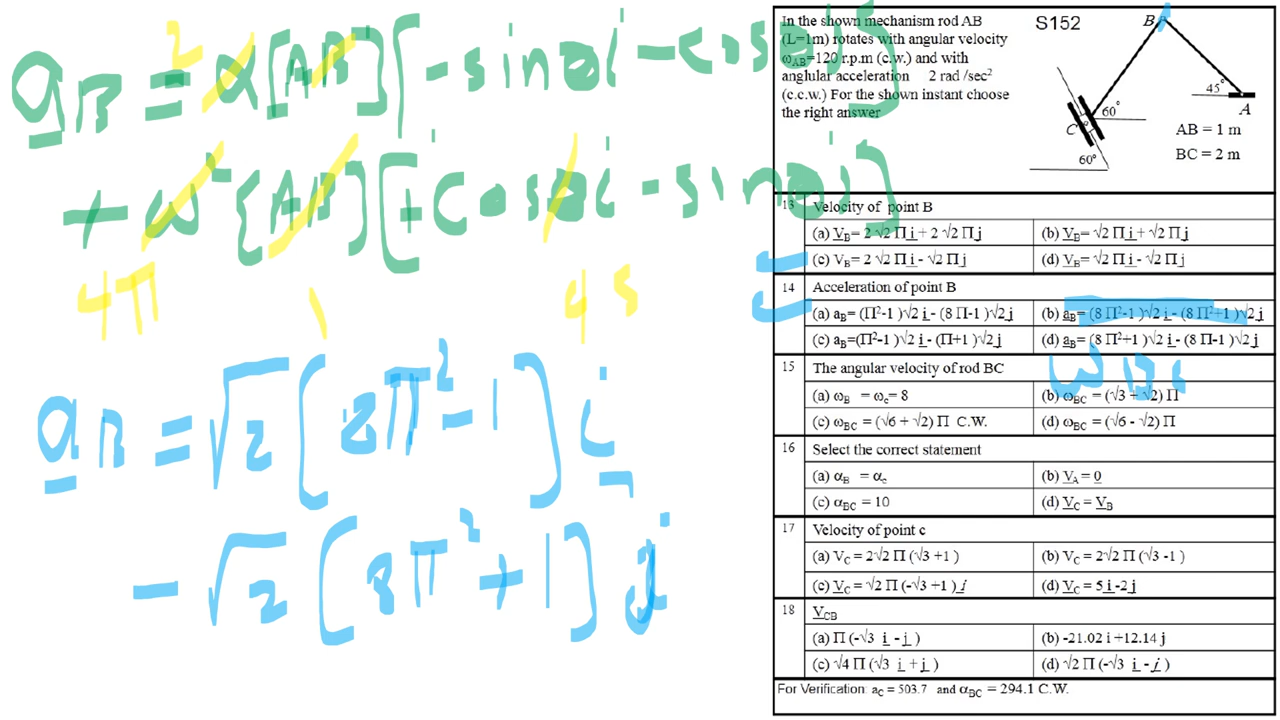 aB = α[AB][-sinθi - cosθj]
2
+ ω² [AB][+cosθi - sinθj]
4π 1 45
aB = √2 (8π² - 1) i
- √2 (8π² + 1) j
In the shown mechanism rod AB
(L=1m) rotates with angular velocity
ωAB=120 r.p.m (c.w.) and with
anglular acceleration 2 rad /sec²
(c.c.w.) For the shown instant choose
the right answer
S152
B
45°
A
60°
C
60°
AB = 1 m
BC = 2 m
13 Velocity of point B
(a) VB= 2 √2 Π i + 2 √2 Π j (b) VB= √2 Π i + √2 Π j
(c) VB= 2 √2 Π i - √2 Π j (d) VB= √2 Π i - √2 Π j
14 Acceleration of point B
(a) aB= (Π²-1 )√2 i - (8 Π-1 )√2 j (b) aB= (8 Π²-1 )√2 i - (8 Π²+1 )√2 j
(c) aB=(Π²-1 )√2 i - (Π+1 )√2 j (d) aB= (8 Π²+1 )√2 i - (8 Π-1 )√2 j
ωBC
15 The angular velocity of rod BC
(a) ωB = ωc= 8 (b) ωBC = (√3 + √2) Π
(c) ωBC = (√6 + √2) Π C.W. (d) ωBC = (√6 - √2) Π
16 Select the correct statement
(a) αB = αc (b) VA = 0
(c) αBC = 10 (d) VC = VB
17 Velocity of point c
(a) VC = 2√2 Π (√3 +1 ) (b) VC = 2√2 Π (√3 -1 )
(c) VC = √2 Π (-√3 +1 ) i (d) VC = 5 i -2 j
18 VCB
(a) Π (-√3 i - j ) (b) -21.02 i +12.14 j
(c) √4 Π (√3 i + j ) (d) √2 Π (-√3 i - j )
For Verification: aC = 503.7 and αBC = 294.1 C.W.